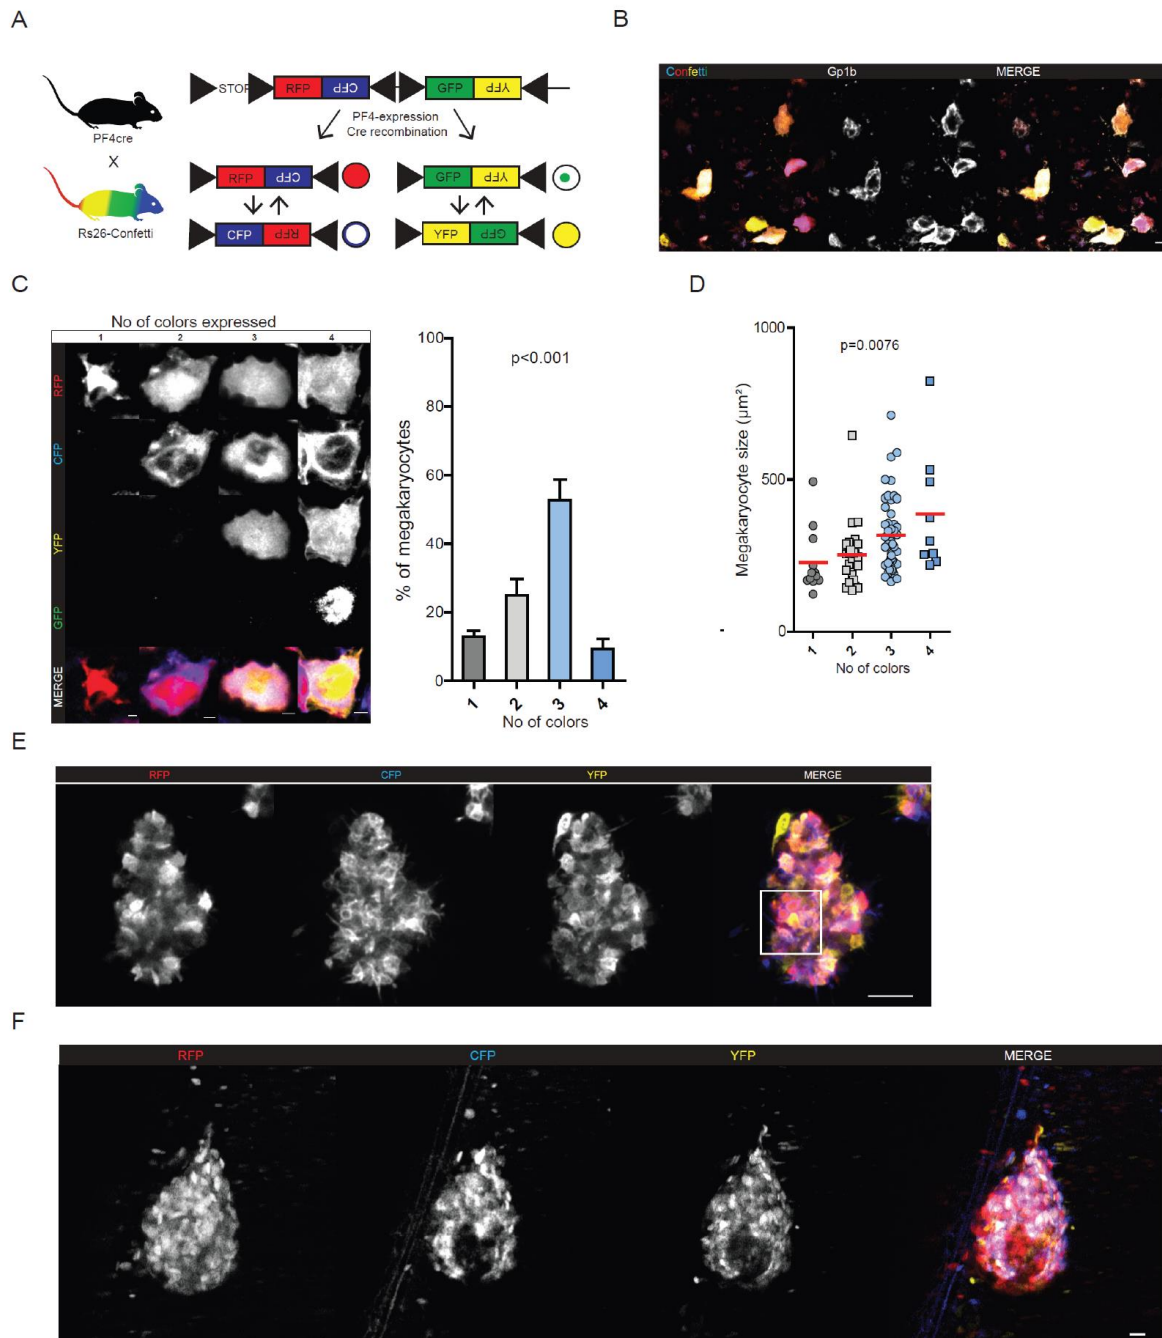 A
PF4cre
X
Rs26-Confetti
STOP
RFP
CFP
GFP
YFP
PF4-expression
Cre recombination
RFP
CFP
GFP
YFP
CFP
RFP
YFP
GFP
B
Confetti
Gp1b
MERGE
C
No of colors expressed
1
2
3
4
RFP
CFP
YFP
GFP
MERGE
% of megakaryocytes
100
80
60
40
20
0
p<0.001
1
2
3
4
No of colors
D
Megakaryocyte size (µm²)
1000
500
0
p=0.0076
1
2
3
4
No of colors
E
RFP
CFP
YFP
MERGE
F
RFP
CFP
YFP
MERGE